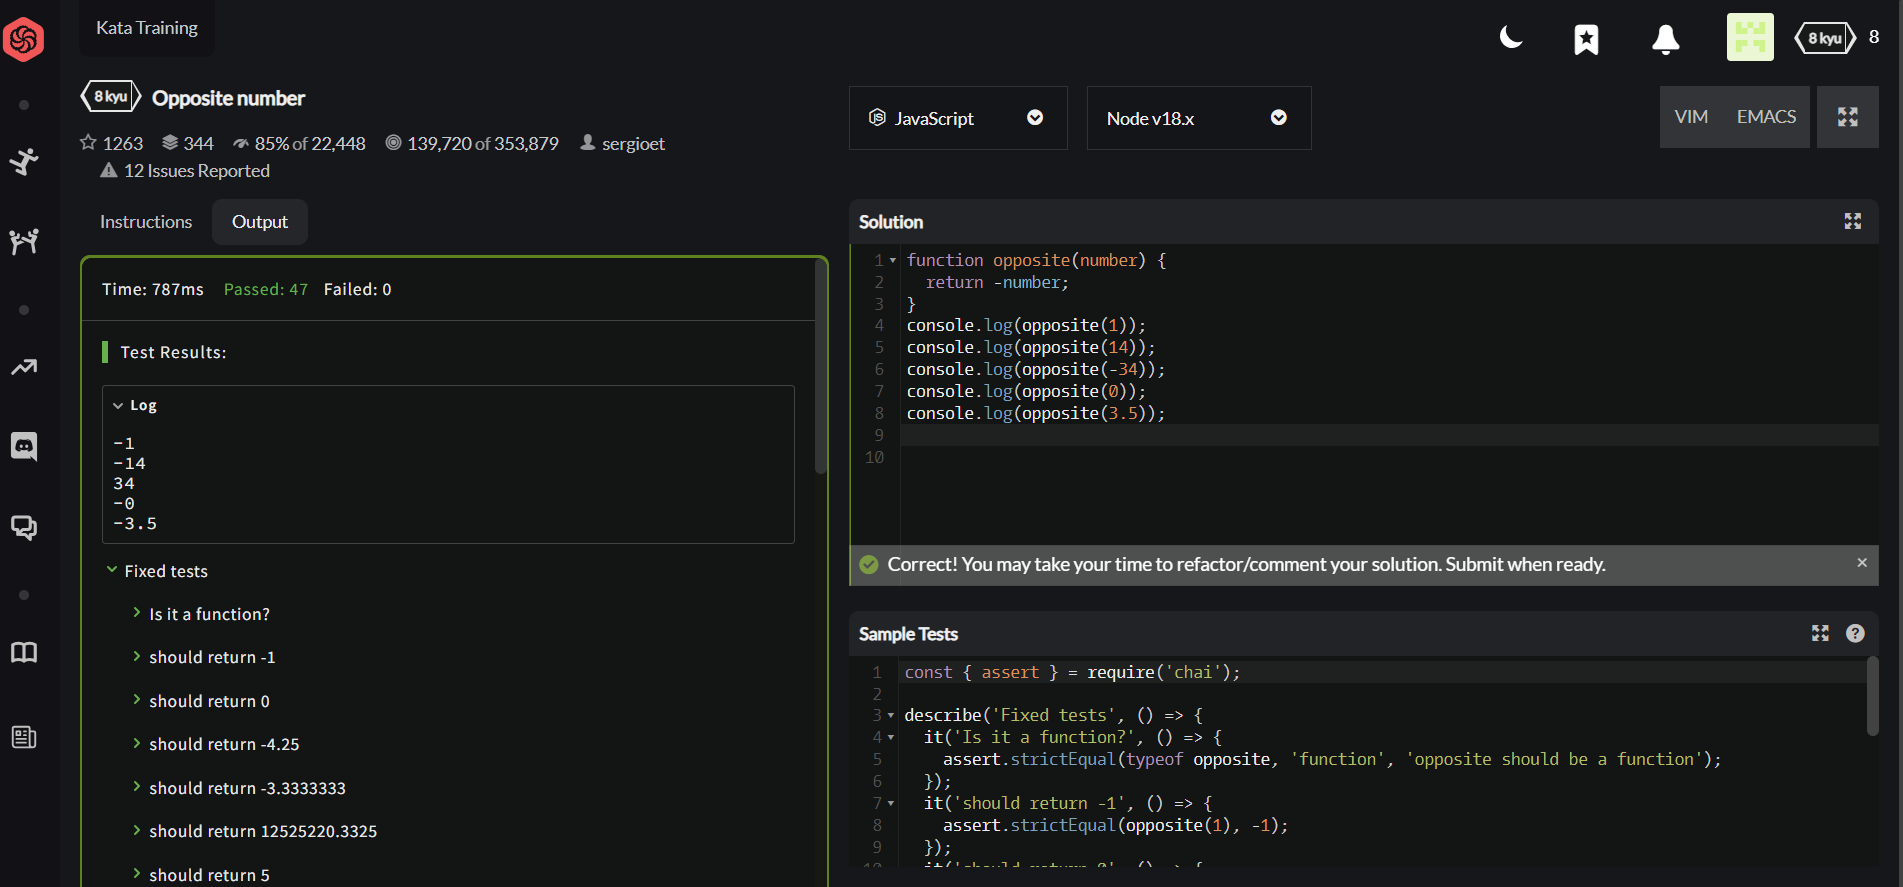 Kata Training
8 kyu
8
8 kyu Opposite number
1263 344 85% of 22,448 139,720 of 353,879 sergioet
12 Issues Reported
JavaScript
Node v18.x
VIM EMACS
Instructions Output
Time: 787ms Passed: 47 Failed: 0
Test Results:
Log
-1
-14
34
-0
-3.5
Fixed tests
Is it a function?
should return -1
should return 0
should return -4.25
should return -3.3333333
should return 12525220.3325
should return 5
Solution
1 function opposite(number) {
2 return -number;
3 }
4 console.log(opposite(1));
5 console.log(opposite(14));
6 console.log(opposite(-34));
7 console.log(opposite(0));
8 console.log(opposite(3.5));
9
10
Correct! You may take your time to refactor/comment your solution. Submit when ready. ×
Sample Tests ?
1 const { assert } = require('chai');
2
3 describe('Fixed tests', () => {
4 it('Is it a function?', () => {
5 assert.strictEqual(typeof opposite, 'function', 'opposite should be a function');
6 });
7 it('should return -1', () => {
8 assert.strictEqual(opposite(1), -1);
9 });
10 it('should return 0', () => {